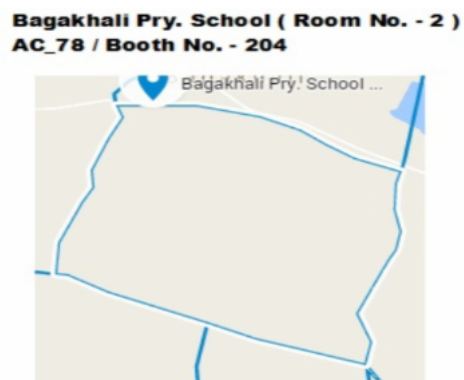 Bagakhali Pry. School ( Room No. - 2 )
AC_78 / Booth No. - 204
Bagakhali Pry. School ...